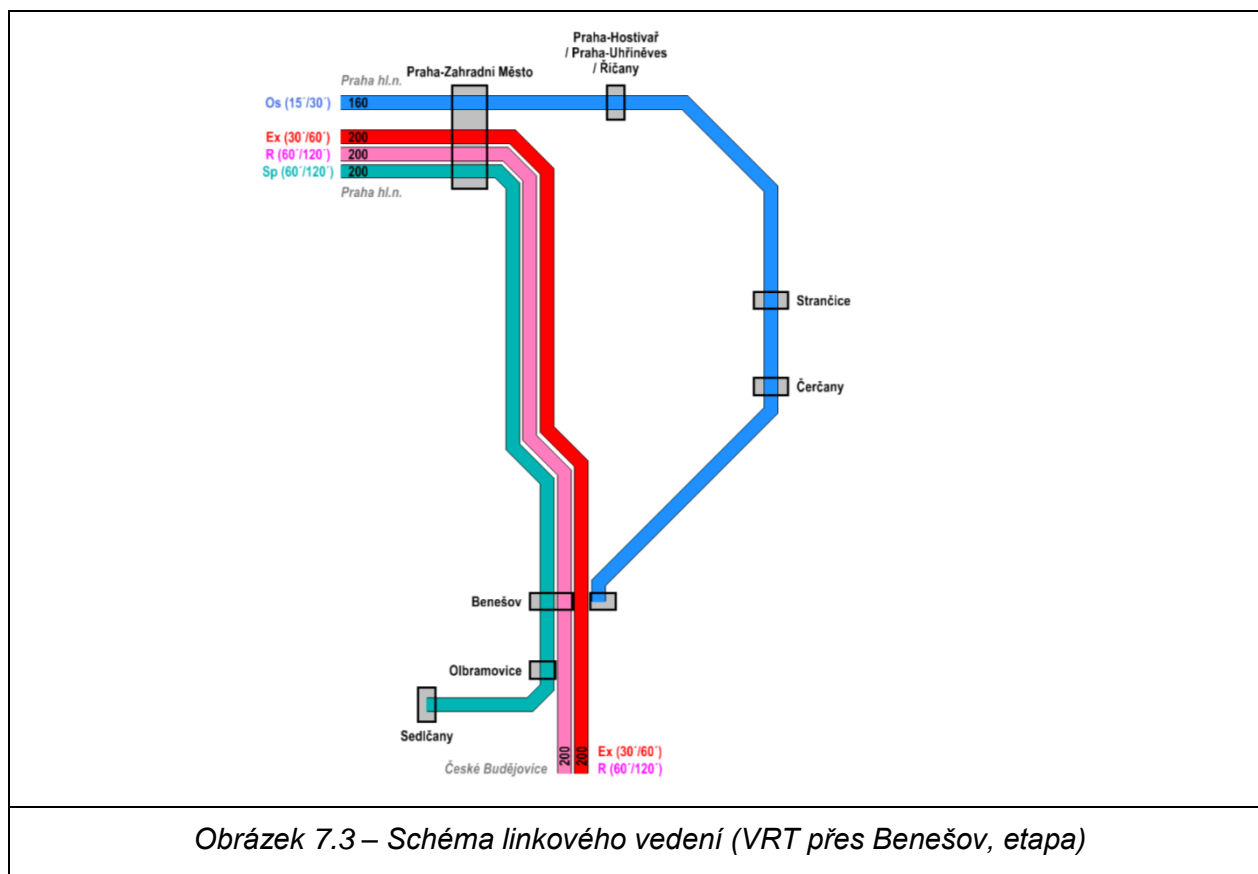 Praha-Hostivař
/ Praha-Uhříněves
/ Říčany
Praha-Zahradní Město
Praha hl.n.
Os (15´/30´)
160
Ex (30´/60´)
200
R (60´/120´)
200
Sp (60´/120´)
200
Praha hl.n.
Strančice
Čerčany
Benešov
Olbramovice
Sedlčany
200
200
Ex (30´/60´)
České Budějovice
R (60´/120´)
Obrázek 7.3 – Schéma linkového vedení (VRT přes Benešov, etapa)